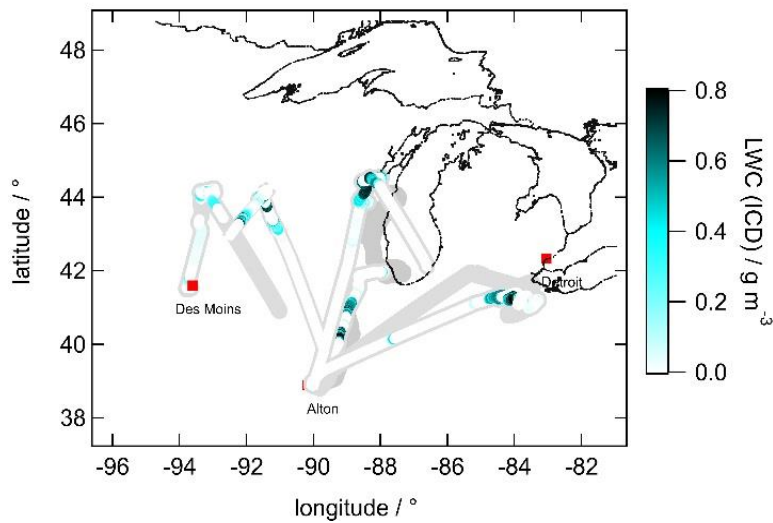 48
46
44
42
40
38
latitude / °
-96 -94 -92 -90 -88 -86 -84 -82
longitude / °
Des Moins
Alton
Detroit
0.8
0.6
0.4
0.2
0.0
LWC (ICD) / g m⁻³